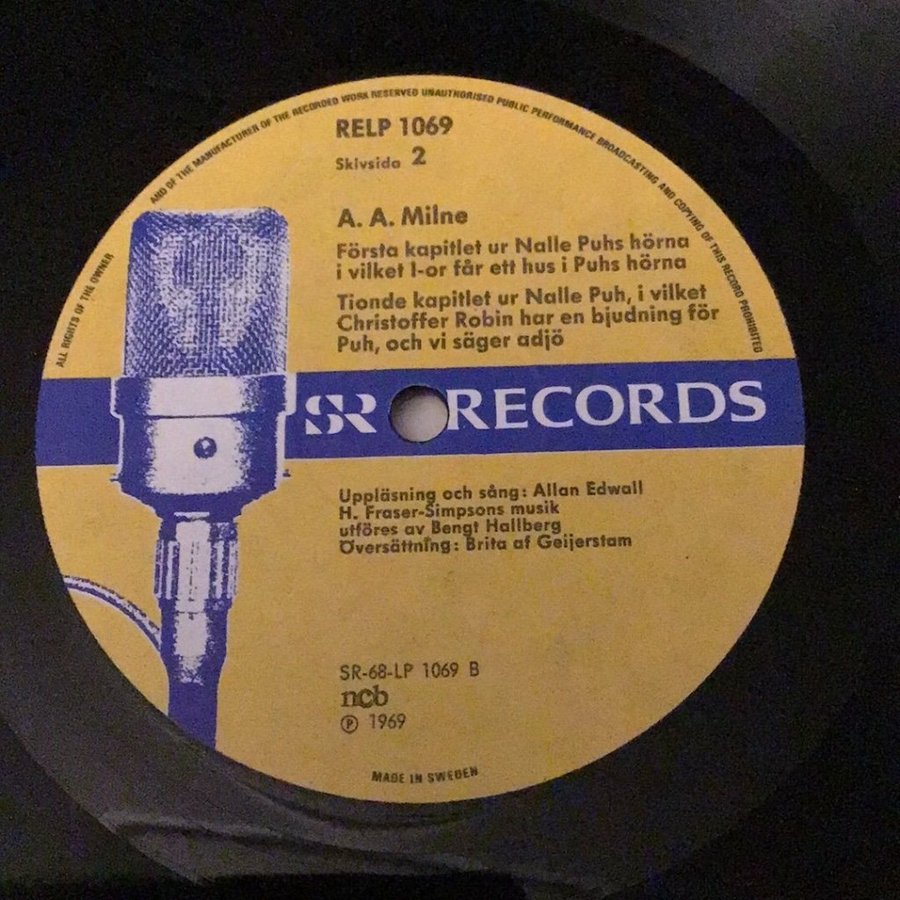 ALL RIGHTS OF THE OWNER AND OF THE MANUFACTURER OF THE RECORDED WORK RESERVED UNAUTHORISED PUBLIC PERFORMANCE BROADCASTING AND COPYING OF THIS RECORD PROHIBITED
RELP 1069
Skivsida 2
A. A. Milne
Första kapitlet ur Nalle Puhs hörna
i vilket I-or får ett hus i Puhs hörna
Tionde kapitlet ur Nalle Puh, i vilket
Christoffer Robin har en bjudning för
Puh, och vi säger adjö
SR RECORDS
Uppläsning och sång: Allan Edwall
H. Fraser-Simpsons musik
utföres av Bengt Hallberg
Översättning: Brita af Geijerstam
SR-68-LP 1069 B
ncb
Ⓟ 1969
MADE IN SWEDEN